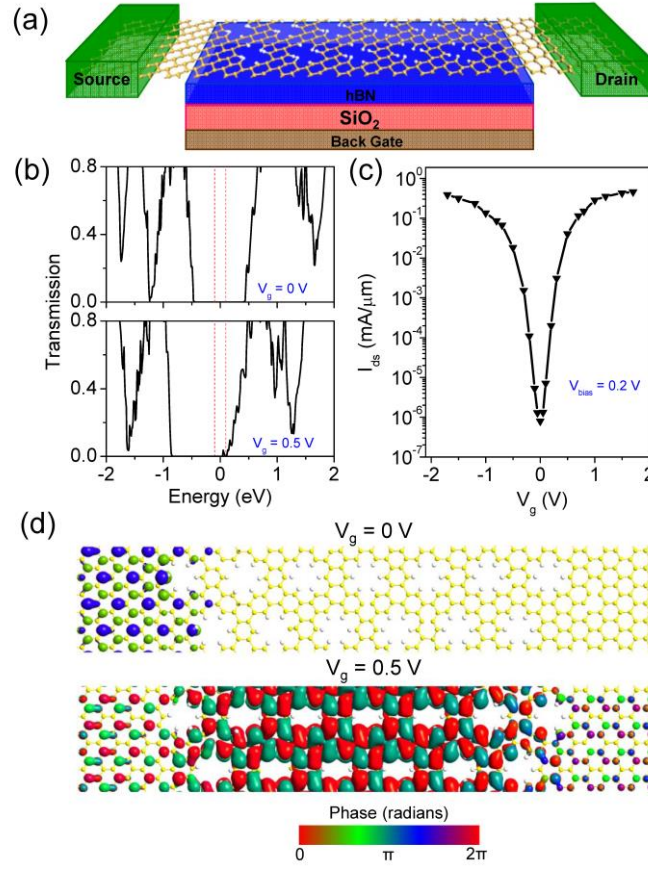 (a)
Source
Drain
hBN
SiO₂
Back Gate
(b)
Transmission
0.8
0.4
0.0
V_g = 0 V
0.8
0.4
0.0
V_g = 0.5 V
-2 -1 0 1 2
Energy (eV)
(c)
I_ds (mA/μm)
10⁰
10⁻¹
10⁻²
10⁻³
10⁻⁴
10⁻⁵
10⁻⁶
10⁻⁷
V_bias = 0.2 V
-2 -1 0 1 2
V_g (V)
(d)
V_g = 0 V
V_g = 0.5 V
Phase (radians)
0 π 2π